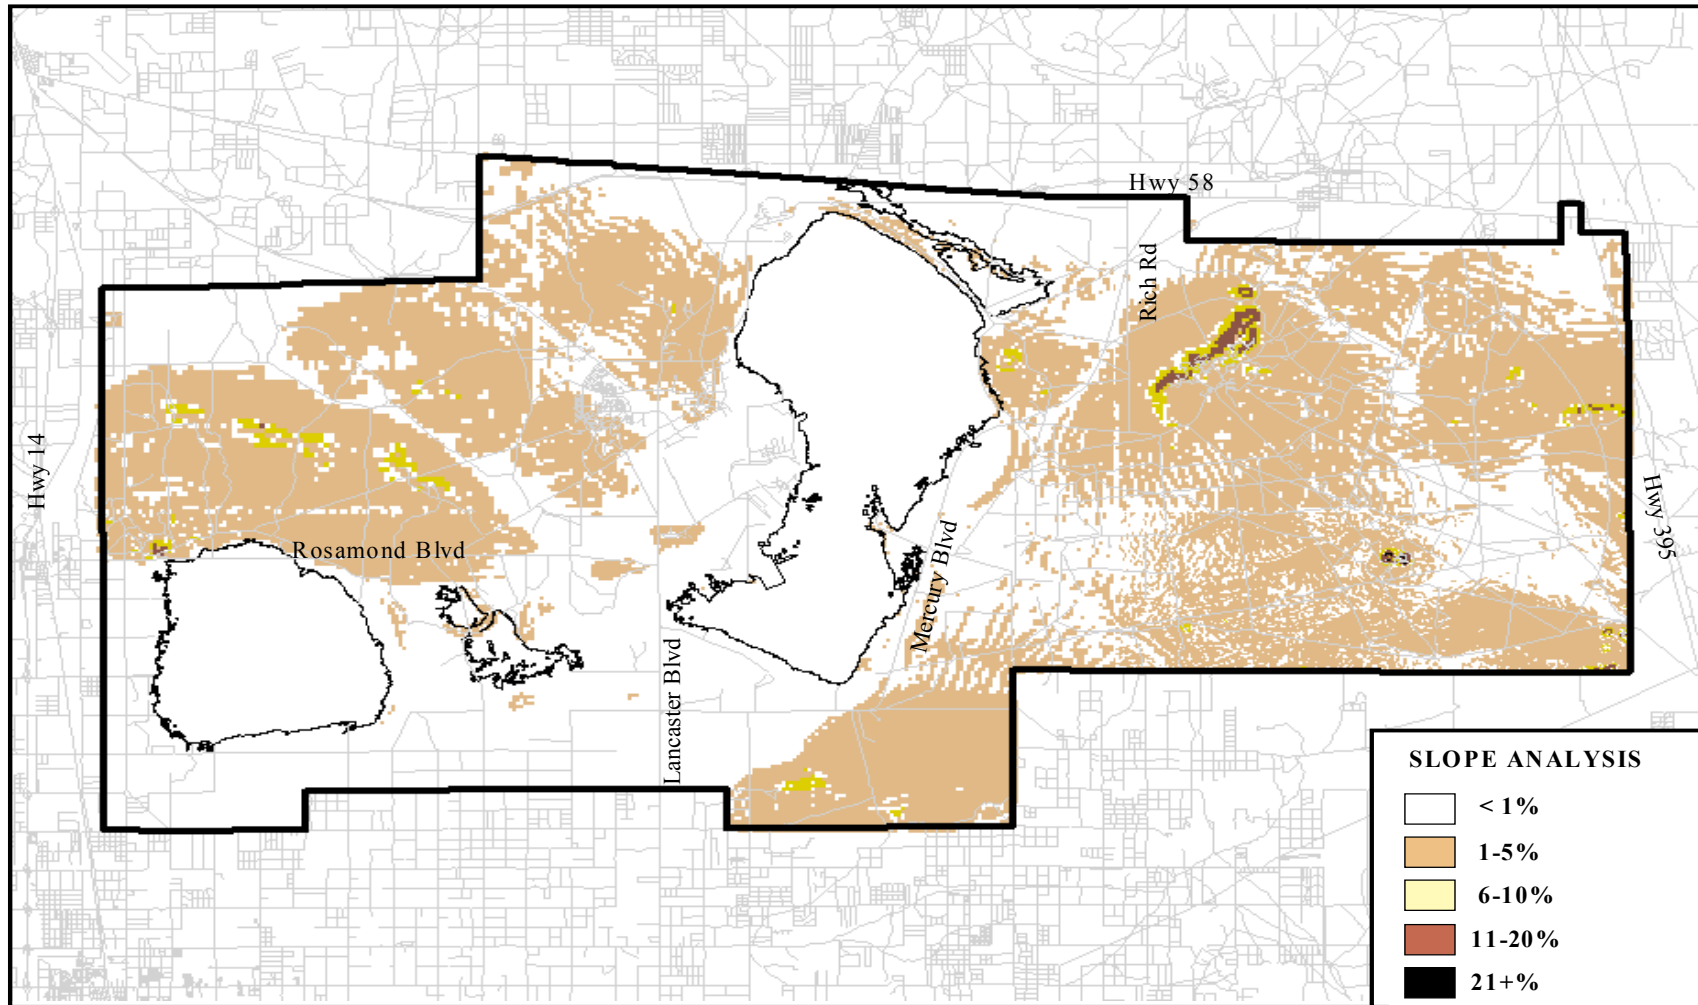 Hwy 58
Rich Rd
Hwy 14
Hwy 395
Rosamond Blvd
Mercury Blvd
Lancaster Blvd
SLOPE ANALYSIS
< 1%
1-5%
6-10%
11-20%
21+%